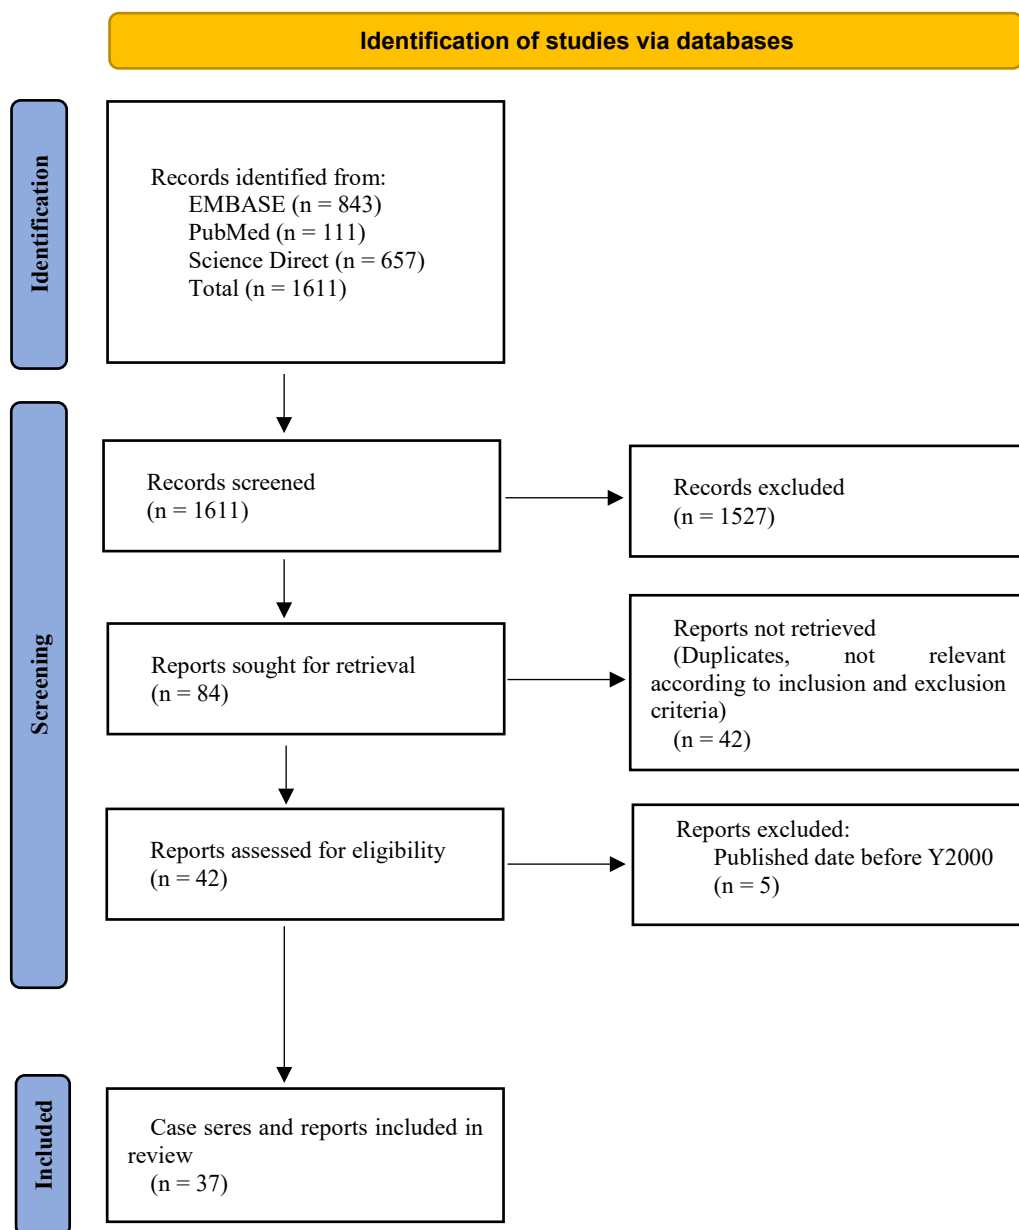 Identification of studies via databases
Identification
Records identified from:
EMBASE (n = 843)
PubMed (n = 111)
Science Direct (n = 657)
Total (n = 1611)
Screening
Records screened
(n = 1611)
Records excluded
(n = 1527)
Reports sought for retrieval
(n = 84)
Reports not retrieved
(Duplicates, not relevant
according to inclusion and exclusion
criteria)
(n = 42)
Reports assessed for eligibility
(n = 42)
Reports excluded:
Published date before Y2000
(n = 5)
Included
Case seres and reports included in
review
(n = 37)